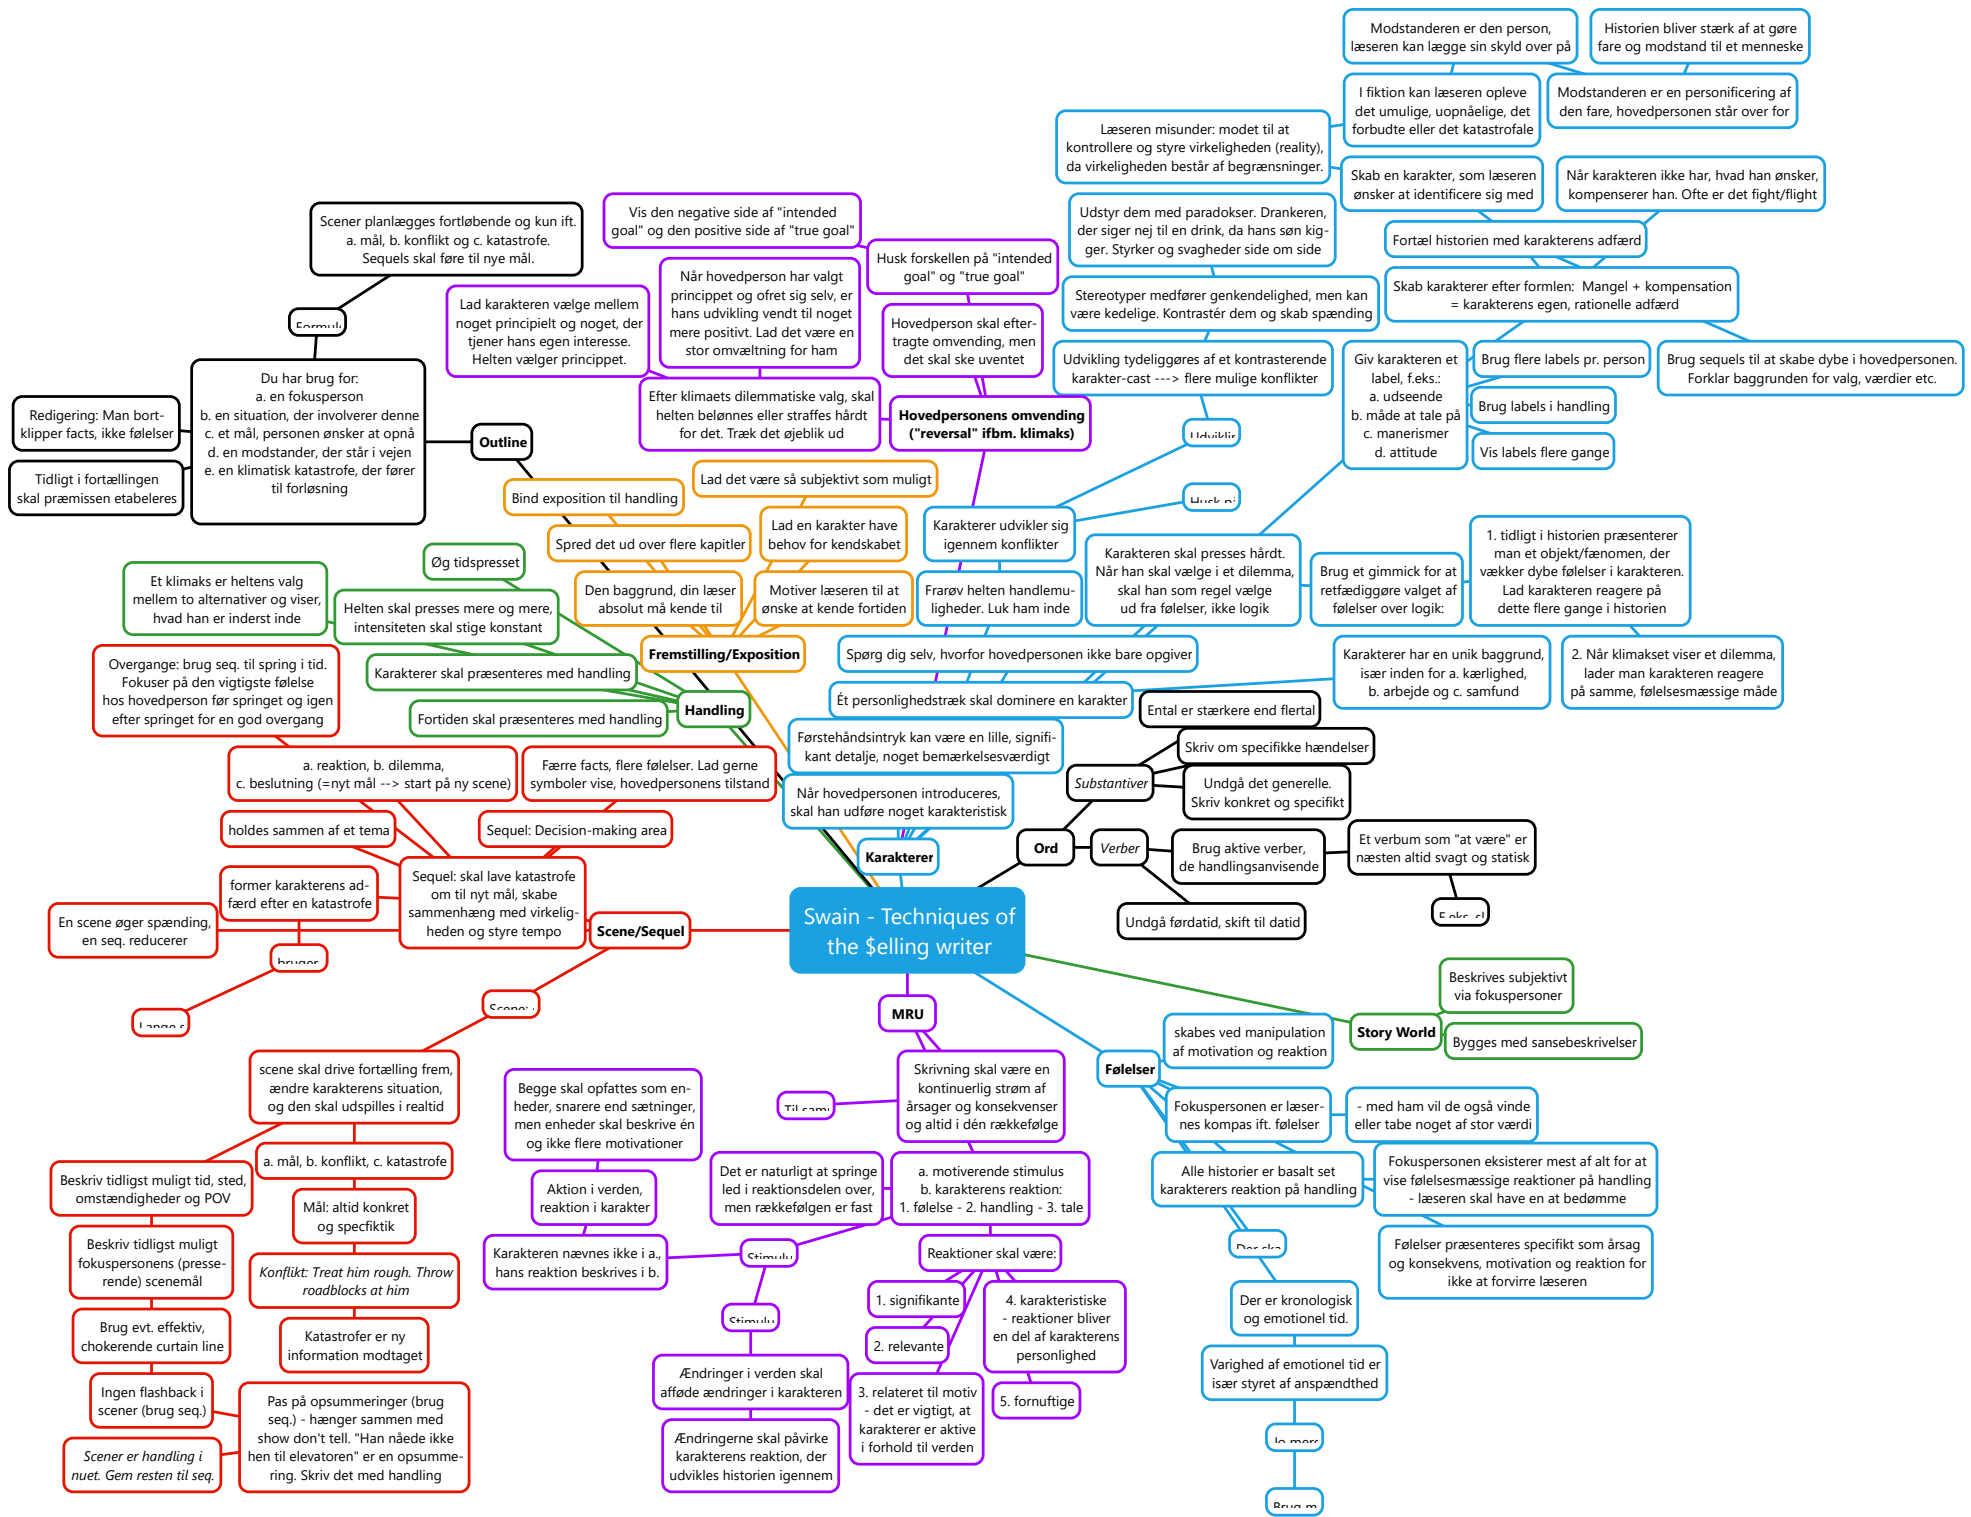 Modstanderen er den person,
læseren kan lægge sin skyld over på
Historien bliver stærk af at gøre
fare og modstand til et menneske
I fiktion kan læseren opleve
det umulige, uopnåelige, det
forbudte eller det katastrofale
Modstanderen er en personificering af
den fare, hovedpersonen står over for
Læseren misunder: modet til at
kontrollere og styre virkeligheden (reality),
da virkeligheden består af begrænsninger.
Skab en karakter, som læseren
ønsker at identificere sig med
Når karakteren ikke har, hvad han ønsker,
kompenserer han. Ofte er det fight/flight
Udstyr dem med paradokser. Drankeren,
der siger nej til en drink, da hans søn kig-
ger. Styrker og svagheder side om side
Fortæl historien med karakterens adfærd
Stereotyper medfører genkendelighed, men kan
være kedelige. Kontrastér dem og skab spænding
Skab karakterer efter formlen:  Mangel + kompensation
= karakterens egen, rationelle adfærd
Udvikling tydeliggøres af et kontrasterende
karakter-cast ---> flere mulige konflikter
Giv karakteren et
label, f.eks.:
a. udseende
b. måde at tale på
c. manerismer
d. attitude
Brug flere labels pr. person
Brug labels i handling
Vis labels flere gange
Brug sequels til at skabe dybe i hovedpersonen.
Forklar baggrunden for valg, værdier etc.
Scener planlægges fortløbende og kun ift.
a. mål, b. konflikt og c. katastrofe.
Sequels skal føre til nye mål.
Vis den negative side af "intended
goal" og den positive side af "true goal"
Husk forskellen på "intended
goal" og "true goal"
Når hovedperson har valgt
princippet og ofret sig selv, er
hans udvikling vendt til noget
mere positivt. Lad det være en
stor omvæltning for ham
Lad karakteren vælge mellem
noget principielt og noget, der
tjener hans egen interesse.
Helten vælger princippet.
Hovedperson skal efter-
tragte omvending, men
det skal ske uventet
Efter klimaets dilemmatiske valg, skal
helten belønnes eller straffes hårdt
for det. Træk det øjeblik ud
Hovedpersonens omvending
("reversal" ifbm. klimaks)
Du har brug for:
a. en fokusperson
b. en situation, der involverer denne
c. et mål, personen ønsker at opnå
d. en modstander, der står i vejen
e. en klimatisk katastrofe, der fører
til forløsning
Redigering: Man bort-
klipper facts, ikke følelser
Tidligt i fortællingen
skal præmissen etabeleres
Outline
Lad det være så subjektivt som muligt
Bind exposition til handling
Spred det ud over flere kapitler
Lad en karakter have
behov for kendskabet
Den baggrund, din læser
absolut må kende til
Motiver læseren til at
ønske at kende fortiden
Fremstilling/Exposition
Karakterer udvikler sig
igennem konflikter
Karakteren skal presses hårdt.
Når han skal vælge i et dilemma,
skal han som regel vælge
ud fra følelser, ikke logik
Brug et gimmick for at
retfædiggøre valget af
følelser over logik:
1. tidligt i historien præsenterer
man et objekt/fænomen, der
vækker dybe følelser i karakteren.
Lad karakteren reagere på
dette flere gange i historien
Frarøv helten handlemu-
ligheder. Luk ham inde
Spørg dig selv, hvorfor hovedpersonen ikke bare opgiver
Karakterer har en unik baggrund,
især inden for a. kærlighed,
b. arbejde og c. samfund
2. Når klimakset viser et dilemma,
lader man karakteren reagere
på samme, følelsesmæssige måde
Ét personlighedstræk skal dominere en karakter
Førstehåndsintryk kan være en lille, signifi-
kant detalje, noget bemærkelsesværdigt
Når hovedpersonen introduceres,
skal han udføre noget karakteristisk
Karakterer
Øg tidspresset
Et klimaks er heltens valg
mellem to alternativer og viser,
hvad han er inderst inde
Helten skal presses mere og mere,
intensiteten skal stige konstant
Karakterer skal præsenteres med handling
Fortiden skal præsenteres med handling
Handling
Overgange: brug seq. til spring i tid.
Fokuser på den vigtigste følelse
hos hovedperson før springet og igen
efter springet for en god overgang
a. reaktion, b. dilemma,
c. beslutning (=nyt mål --> start på ny scene)
Færre facts, flere følelser. Lad gerne
symboler vise, hovedpersonens tilstand
holdes sammen af et tema
Sequel: Decision-making area
former karakterens ad-
færd efter en katastrofe
Sequel: skal lave katastrofe
om til nyt mål, skabe
sammenhæng med virkelig-
heden og styre tempo
En scene øger spænding,
en seq. reducerer
Scene/Sequel
Swain - Techniques of
the $elling writer
Ental er stærkere end flertal
Skriv om specifikke hændelser
Substantiver
Undgå det generelle.
Skriv konkret og specifikt
Ord
Verber
Brug aktive verber,
de handlingsanvisende
Et verbum som "at være" er
næsten altid svagt og statisk
Undgå førdatid, skift til datid
Beskrives subjektivt
via fokuspersoner
Story World
Bygges med sansebeskrivelser
skabes ved manipulation
af motivation og reaktion
Følelser
Fokuspersonen er læser-
nes kompas ift. følelser
- med ham vil de også vinde
eller tabe noget af stor værdi
Alle historier er basalt set
karakterers reaktion på handling
Fokuspersonen eksisterer mest af alt for at
vise følelsesmæssige reaktioner på handling
- læseren skal have en at bedømme
Følelser præsenteres specifikt som årsag
og konsekvens, motivation og reaktion for
ikke at forvirre læseren
Der er kronologisk
og emotionel tid.
Varighed af emotionel tid er
især styret af anspændthed
MRU
Skrivning skal være en
kontinuerlig strøm af
årsager og konsekvenser
og altid i dén rækkefølge
Begge skal opfattes som en-
heder, snarere end sætninger,
men enheder skal beskrive én
og ikke flere motivationer
Det er naturligt at springe
led i reaktionsdelen over,
men rækkefølgen er fast
a. motiverende stimulus
b. karakterens reaktion:
1. følelse - 2. handling - 3. tale
Aktion i verden,
reaktion i karakter
Karakteren nævnes ikke i a.,
hans reaktion beskrives i b.
Reaktioner skal være:
1. signifikante
2. relevante
3. relateret til motiv
- det er vigtigt, at
karakterer er aktive
i forhold til verden
4. karakteristiske
- reaktioner bliver
en del af karakterens
personlighed
5. fornuftige
Ændringer i verden skal
afføde ændringer i karakteren
Ændringerne skal påvirke
karakterens reaktion, der
udvikles historien igennem
scene skal drive fortælling frem,
ændre karakterens situation,
og den skal udspilles i realtid
Beskriv tidligst muligt tid, sted,
omstændigheder og POV
a. mål, b. konflikt, c. katastrofe
Mål: altid konkret
og specfiktik
Beskriv tidligst muligt
fokuspersonens (presse-
rende) scenemål
Konflikt: Treat him rough. Throw
roadblocks at him
Brug evt. effektiv,
chokerende curtain line
Katastrofer er ny
information modtaget
Ingen flashback i
scener (brug seq.)
Pas på opsummeringer (brug
seq.) - hænger sammen med
show don't tell. "Han nåede ikke
hen til elevatoren" er en opsumme-
ring. Skriv det med handling
Scener er handling i
nuet. Gem resten til seq.